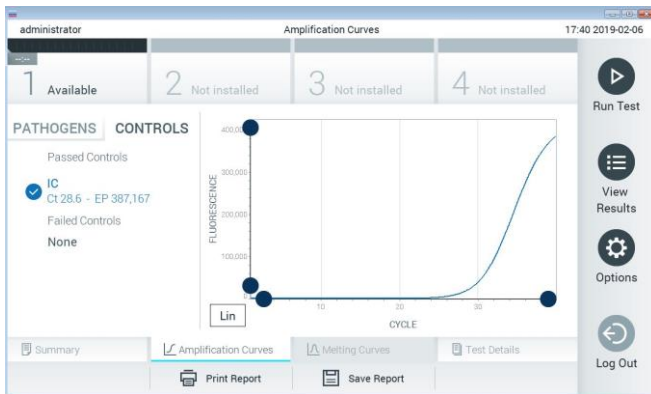 administrator
Amplification Curves
17:40 2019-02-06
1 Available
2 Not installed
3 Not installed
4 Not installed
Run Test
PATHOGENS CONTROLS
Passed Controls
IC
Ct 28.6 - EP 387,167
Failed Controls
None
FLUORESCENCE
400,00
300,000
200,000
100,000
0
10 20 30
CYCLE
Lin
View
Results
Options
Log Out
Summary
Amplification Curves
Melting Curves
Test Details
Print Report
Save Report